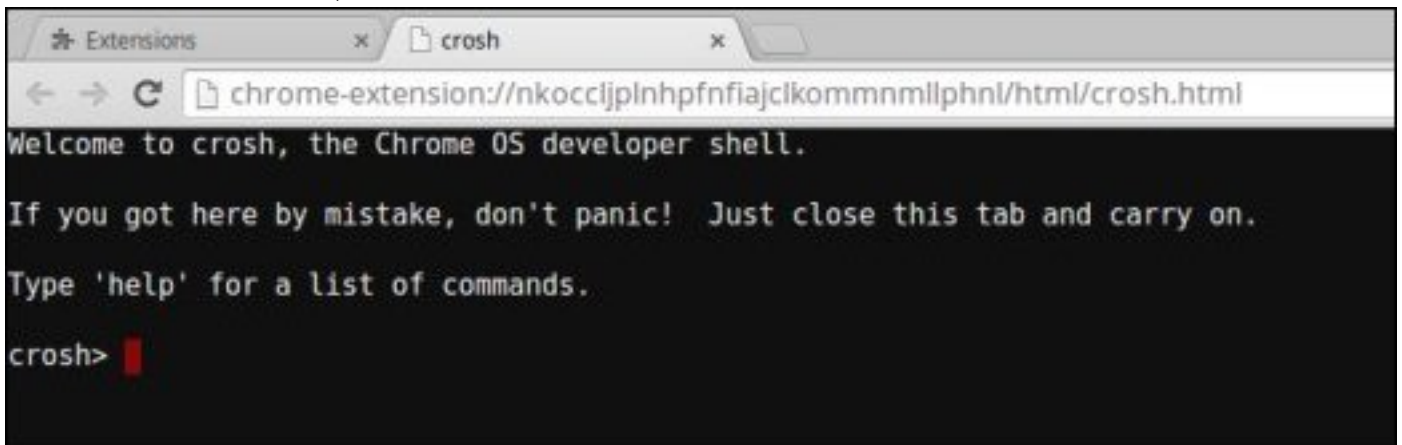 Extensions
crosh
chrome-extension://nkoccljplnhpfnfiajclkommnmllphnl/html/crosh.html
Welcome to crosh, the Chrome OS developer shell.
If you got here by mistake, don't panic! Just close this tab and carry on.
Type 'help' for a list of commands.
crosh>